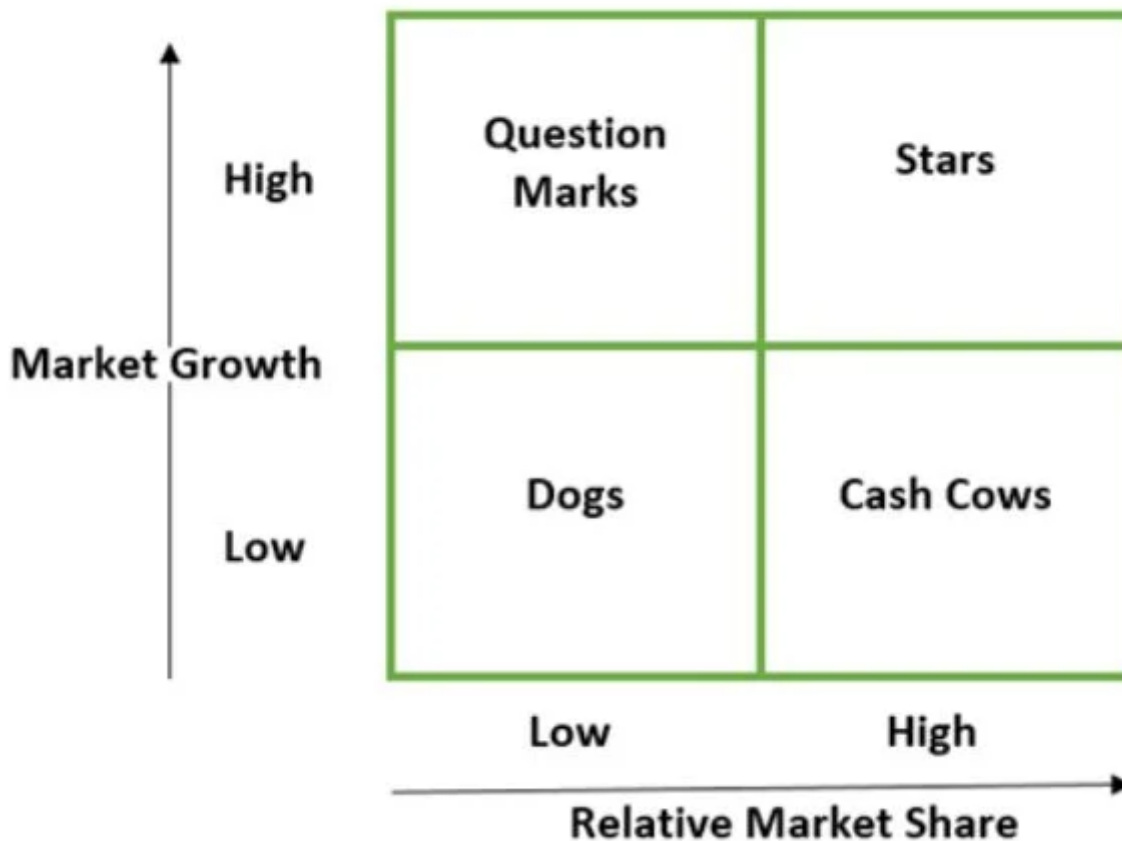 Question
Marks
Stars
High
Market Growth
Dogs
Cash Cows
Low
Low
High
Relative Market Share